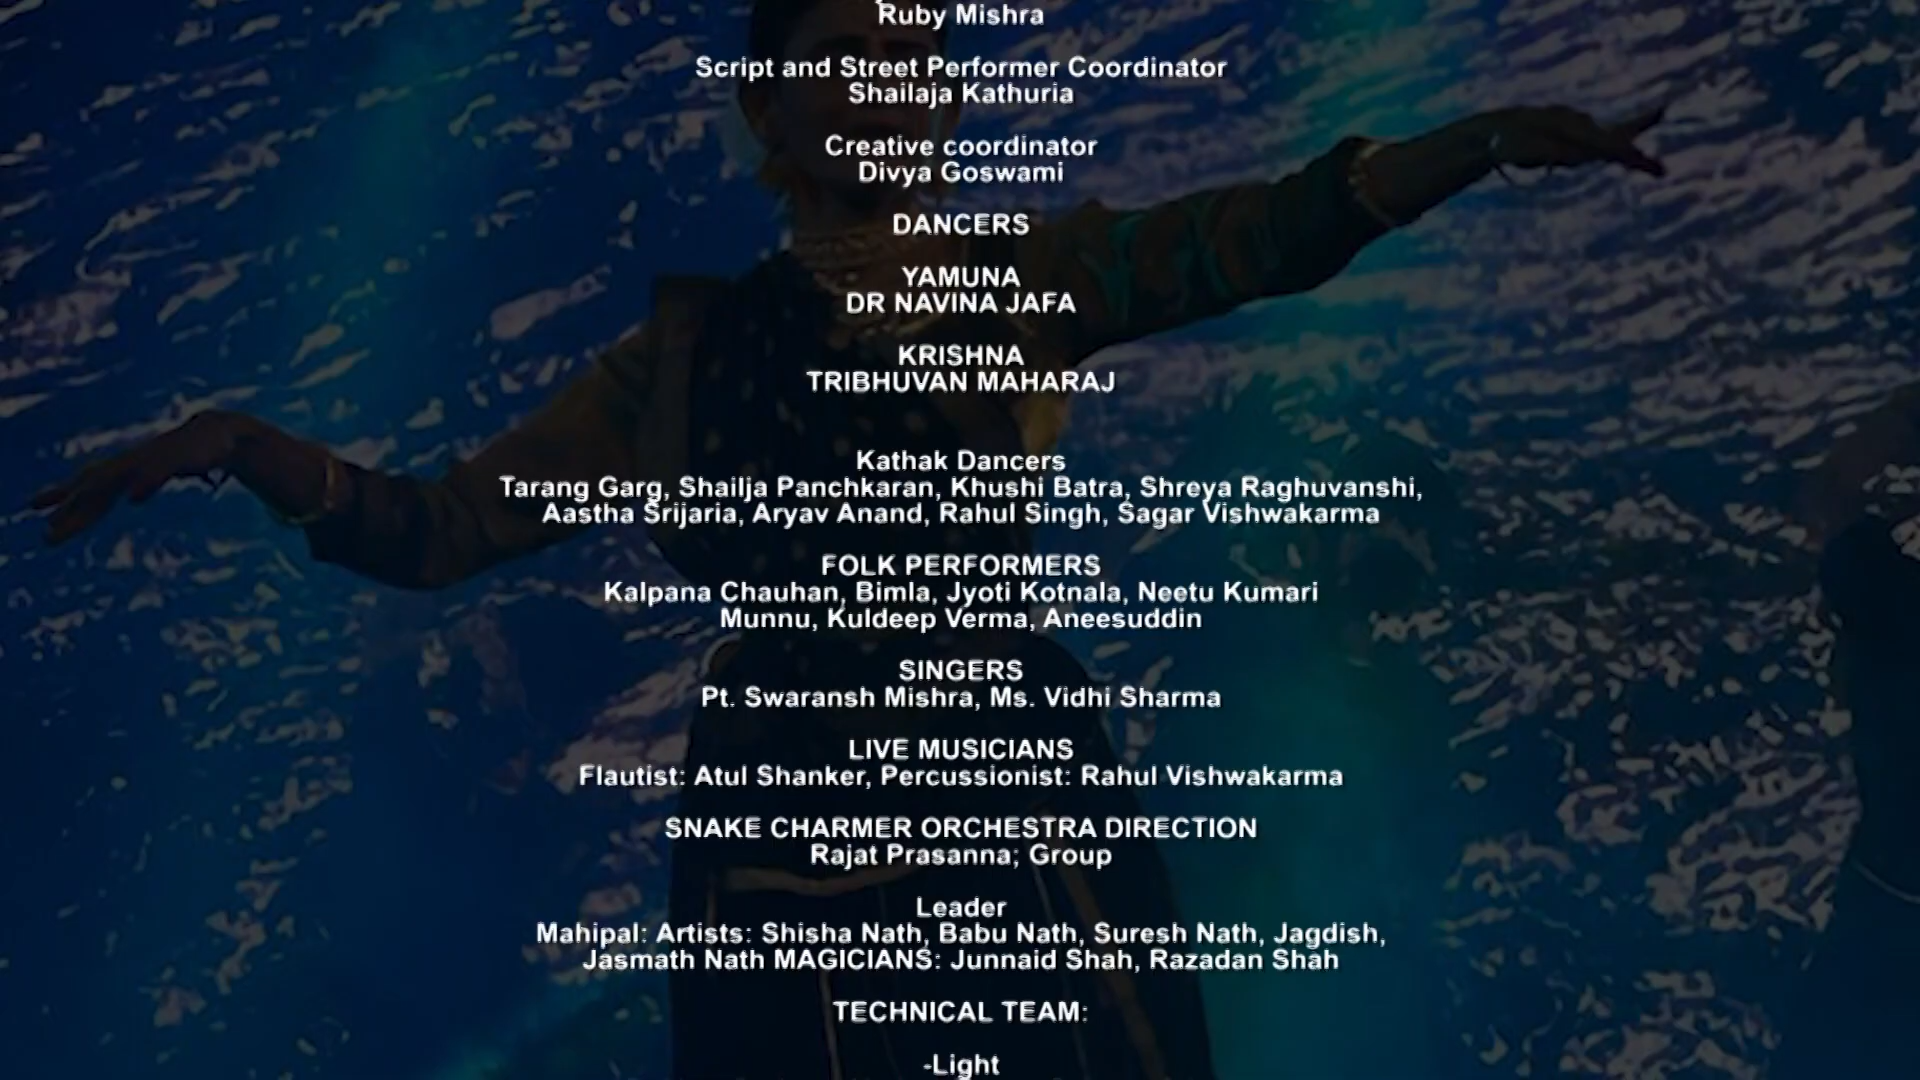 Ruby Mishra
Script and Street Performer Coordinator
Shailaja Kathuria
Creative coordinator
Divya Goswami
DANCERS
YAMUNA
DR NAVINA JAFA
KRISHNA
TRIBHUVAN MAHARAJ
Kathak Dancers
Tarang Garg, Shailja Panchkaran, Khushi Batra, Shreya Raghuvanshi,
Aastha Srijaria, Aryav Anand, Rahul Singh, Sagar Vishwakarma
FOLK PERFORMERS
Kalpana Chauhan, Bimla, Jyoti Kotnala, Neetu Kumari
Munnu, Kuldeep Verma, Aneesuddin
SINGERS
Pt. Swaransh Mishra, Ms. Vidhi Sharma
LIVE MUSICIANS
Flautist: Atul Shanker, Percussionist: Rahul Vishwakarma
SNAKE CHARMER ORCHESTRA DIRECTION
Rajat Prasanna; Group
Leader
Mahipal: Artists: Shisha Nath, Babu Nath, Suresh Nath, Jagdish,
Jasmath Nath MAGICIANS: Junnaid Shah, Razadan Shah
TECHNICAL TEAM:
-Light